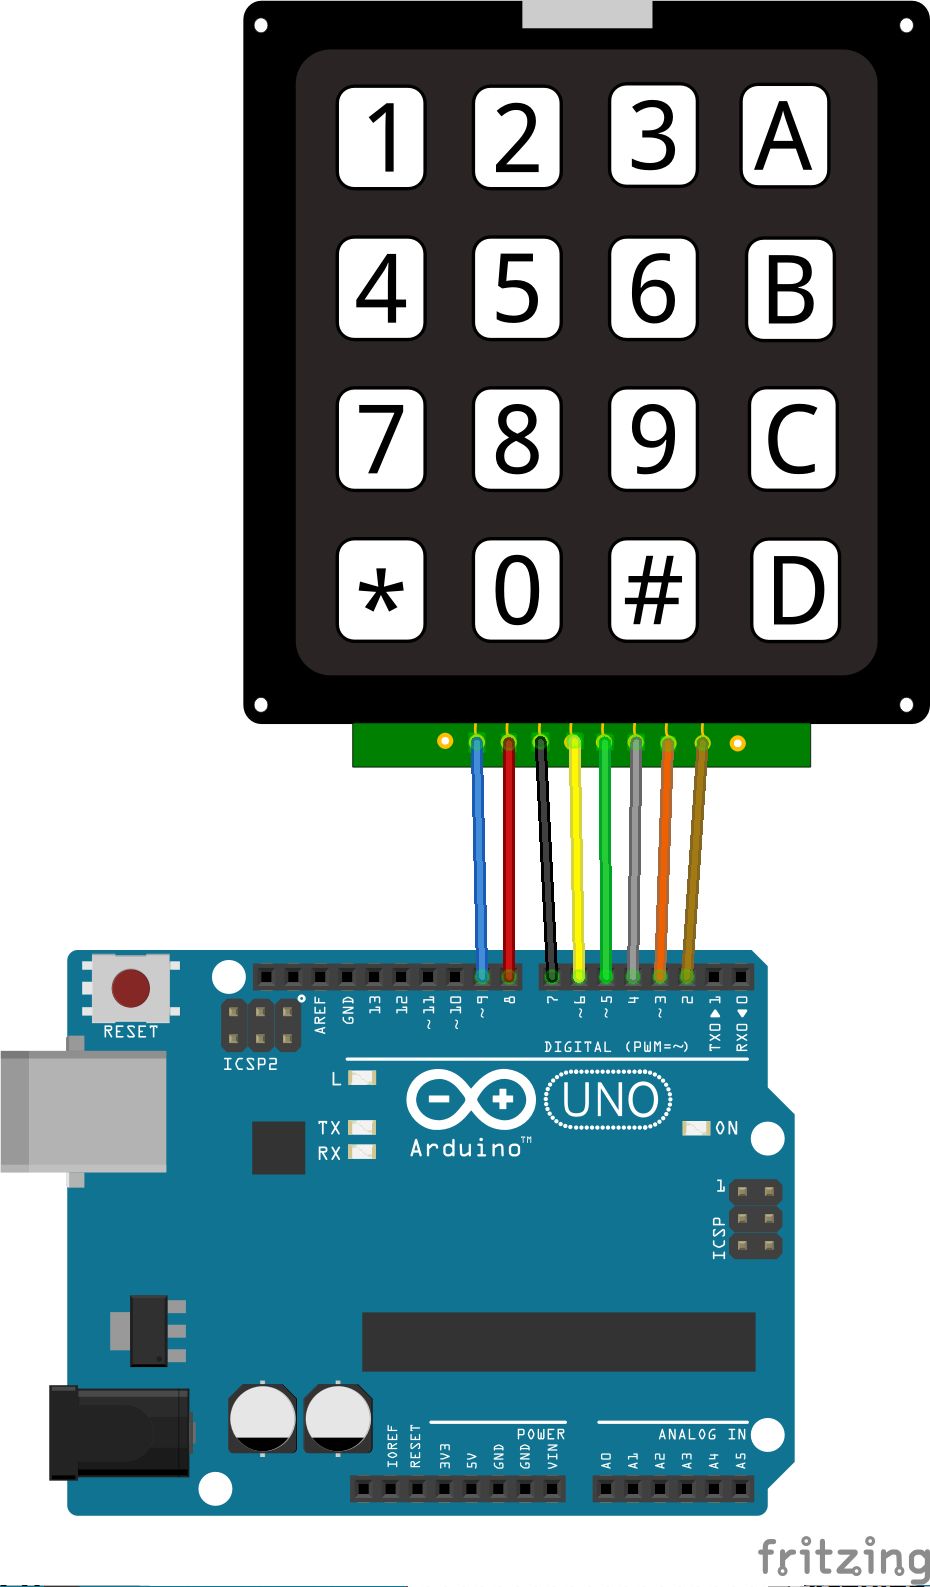 1 2 3 A
4 5 6 B
7 8 9 C
* 0 # D
RESET
ICSP2
AREF
GND
13
12
~11
~10
~9
8
7
~6
~5
4
~3
2
TX0▶1
RX0◀0
DIGITAL (PWM=~)
L
TX
RX
Arduino™
UNO
ON
1
ICSP
IOREF
RESET
3V3
5V
GND
GND
VIN
POWER
ANALOG IN
A0
A1
A2
A3
A4
A5
fritzing